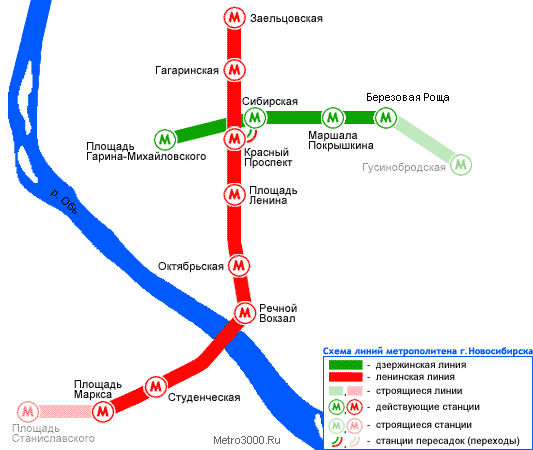 Заельцовская
Гагаринская
Сибирская
Березовая Роща
Площадь
Гарина-Михайловского
Красный
Проспект
Маршала
Покрышкина
Гусинобродская
Площадь
Ленина
р. Обь
Октябрьская
Речной
Вокзал
Площадь
Маркса
Студенческая
Площадь
Станиславского
Metro3000.Ru
Схема линий метрополитена г.Новосибирска
- дзержинская линия
- ленинская линия
- строящиеся линии
- действующие станции
- строящиеся станции
- станции пересадок (переходы)